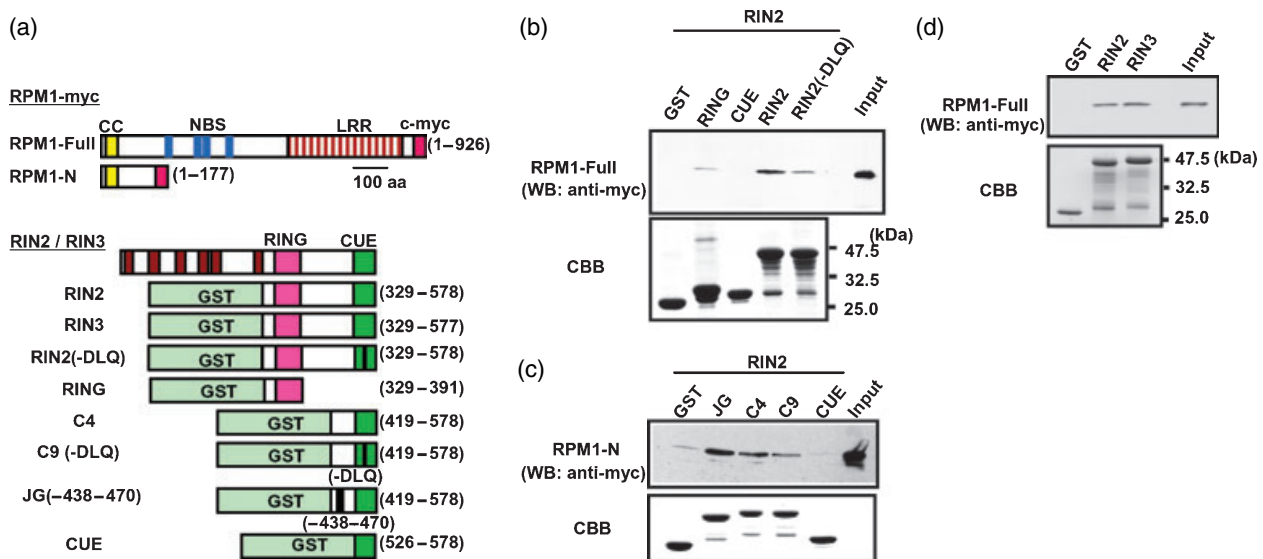 (a)
RPM1-myc
CC NBS LRR c-myc
RPM1-Full (1–926)
RPM1-N (1–177) 100 aa
RIN2 / RIN3 RING CUE
RIN2 GST (329–578)
RIN3 GST (329–577)
RIN2(-DLQ) GST (329–578)
RING GST (329–391)
C4 GST (419–578)
C9 (-DLQ) GST (419–578)
(-DLQ)
JG(–438–470) GST (419–578)
(–438–470)
CUE GST (526–578)
(b)
RIN2
GST RING CUE RIN2 RIN2(-DLQ) Input
RPM1-Full
(WB: anti-myc)
(kDa)
CBB
47.5
32.5
25.0
(c)
RIN2
GST JG C4 C9 CUE Input
RPM1-N
(WB: anti-myc)
CBB
(d)
GST RIN2 RIN3 Input
RPM1-Full
(WB: anti-myc)
CBB
47.5 (kDa)
32.5
25.0